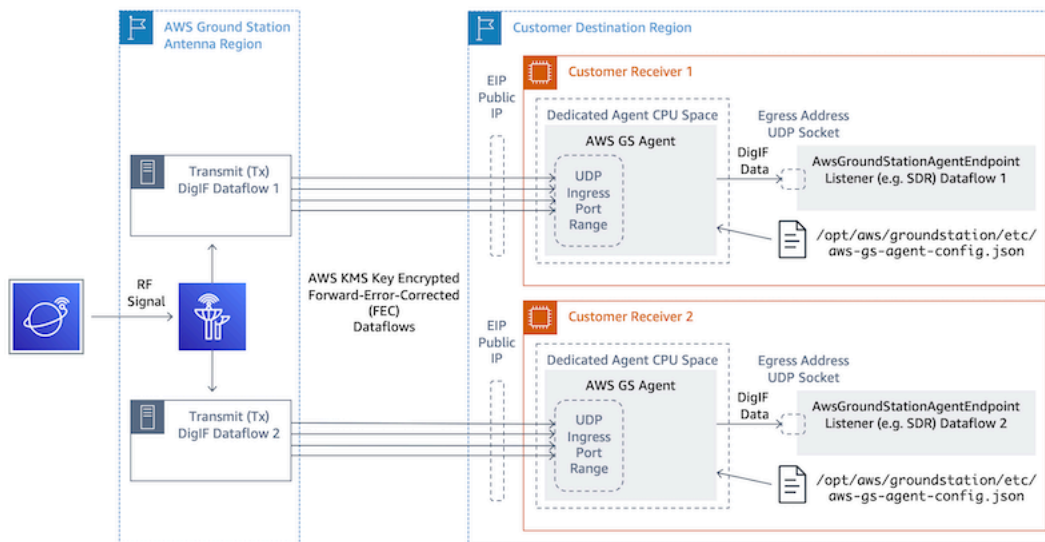 AWS Ground Station
Antenna Region
Customer Destination Region
EIP
Public
IP
Customer Receiver 1
Dedicated Agent CPU Space
AWS GS Agent
UDP
Ingress
Port
Range
DigIF
Data
Egress Address
UDP Socket
AwsGroundStationAgentEndpoint
Listener (e.g. SDR) Dataflow 1
/opt/aws/groundstation/etc/
aws-gs-agent-config.json
Transmit (Tx)
DigIF Dataflow 1
RF
Signal
AWS KMS Key Encrypted
Forward-Error-Corrected
(FEC)
Dataflows
Transmit (Tx)
DigIF Dataflow 2
EIP
Public
IP
Customer Receiver 2
Dedicated Agent CPU Space
AWS GS Agent
UDP
Ingress
Port
Range
DigIF
Data
Egress Address
UDP Socket
AwsGroundStationAgentEndpoint
Listener (e.g. SDR) Dataflow 2
/opt/aws/groundstation/etc/
aws-gs-agent-config.json